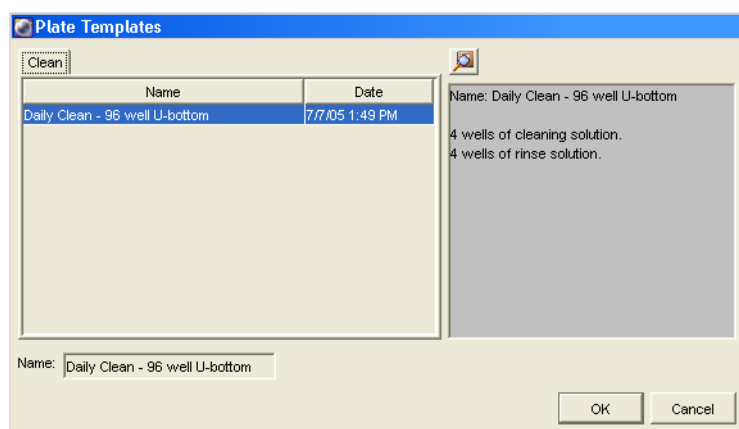 Plate Templates
Clean
Name Date
Daily Clean - 96 well U-bottom 7/7/05 1:49 PM
Name: Daily Clean - 96 well U-bottom
4 wells of cleaning solution.
4 wells of rinse solution.
Name: Daily Clean - 96 well U-bottom
OK Cancel